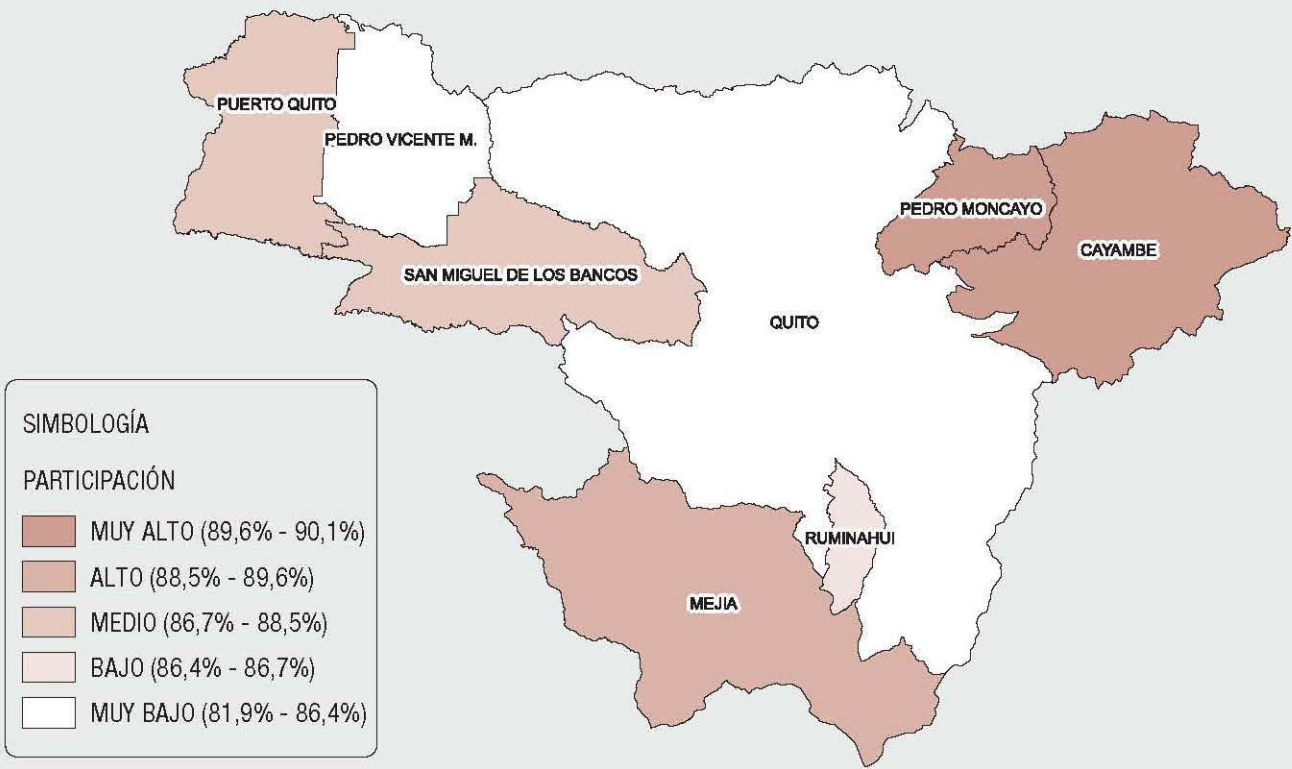 PUERTO QUITO
PEDRO VICENTE M.
PEDRO MONCAYO
CAYAMBE
SAN MIGUEL DE LOS BANCOS
QUITO
RUMINAHUI
MEJIA
SIMBOLOGÍA
PARTICIPACIÓN
MUY ALTO (89,6% - 90,1%)
ALTO (88,5% - 89,6%)
MEDIO (86,7% - 88,5%)
BAJO (86,4% - 86,7%)
MUY BAJO (81,9% - 86,4%)